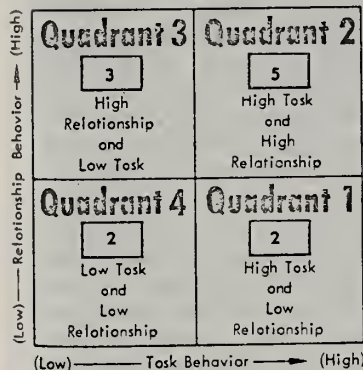 Quadrant 3
3
High
Relationship
and
Low Task
Quadrant 2
5
High Task
and
High
Relationship
Quadrant 4
2
Low Task
and
Low
Relationship
Quadrant 1
2
High Task
and
Low
Relationship
(Low) — Relationship Behavior → (High)
(Low) — Task Behavior → (High)